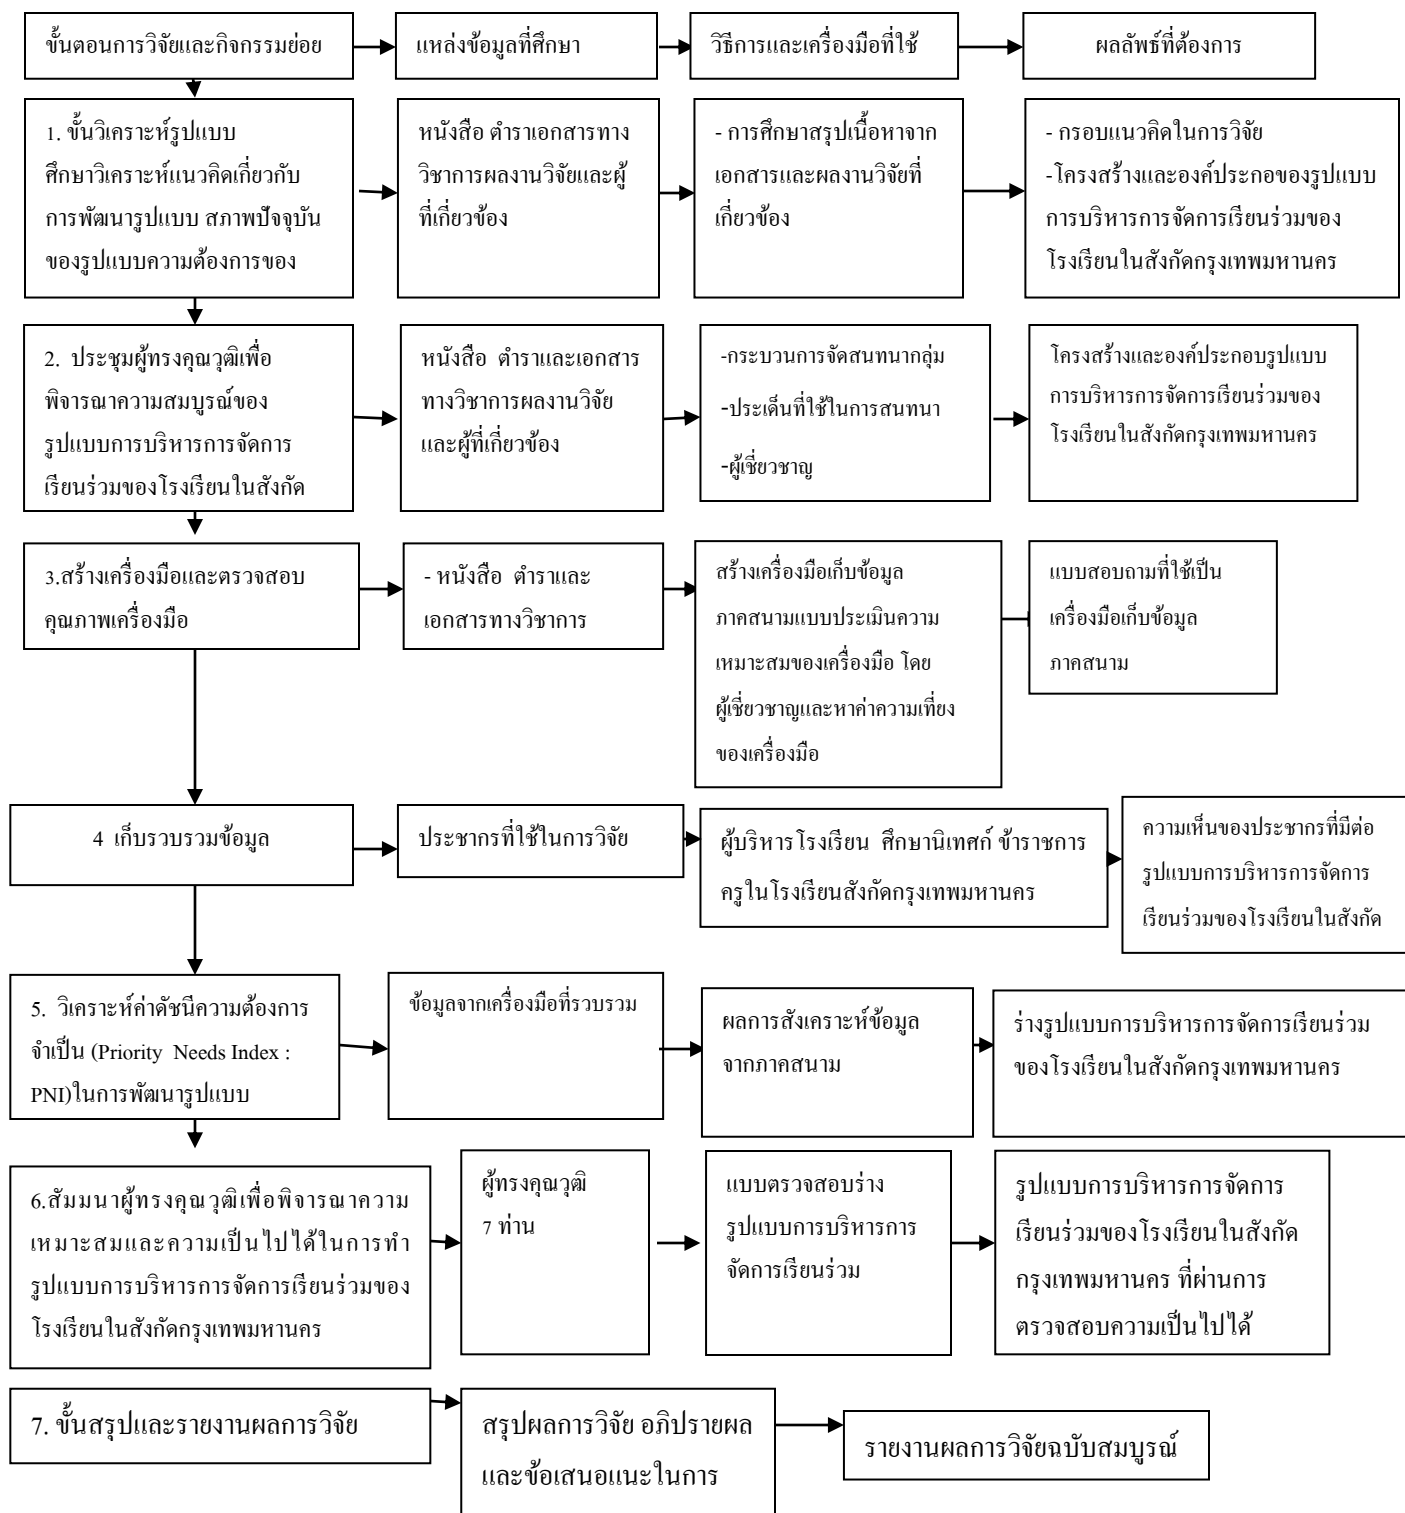 ขั้นตอนการวิจัยและกิจกรรมย่อย
แหล่งข้อมูลที่ศึกษา
วิธีการและเครื่องมือที่ใช้
ผลลัพธ์ที่ต้องการ
1. ขั้นวิเคราะห์รูปแบบ
ศึกษาวิเคราะห์แนวคิดเกี่ยวกับ
การพัฒนารูปแบบ สภาพปัจจุบัน
ของรูปแบบความต้องการของ
หนังสือ ตำราเอกสารทาง
วิชาการผลงานวิจัยและผู้
ที่เกี่ยวข้อง
- การศึกษาสรุปเนื้อหาจาก
เอกสารและผลงานวิจัยที่
เกี่ยวข้อง
- กรอบแนวคิดในการวิจัย
-โครงสร้างและองค์ประกอของรูปแบบ
การบริหารการจัดการเรียนร่วมของ
โรงเรียนในสังกัดกรุงเทพมหานคร
2. ประชุมผู้ทรงคุณวุฒิเพื่อ
พิจารณาความสมบูรณ์ของ
รูปแบบการบริหารการจัดการ
เรียนร่วมของโรงเรียนในสังกัด
หนังสือ ตำราและเอกสาร
ทางวิชาการผลงานวิจัย
และผู้ที่เกี่ยวข้อง
-กระบวนการจัดสนทนากลุ่ม
-ประเด็นที่ใช้ในการสนทนา
-ผู้เชี่ยวชาญ
โครงสร้างและองค์ประกอบรูปแบบ
การบริหารการจัดการเรียนร่วมของ
โรงเรียนในสังกัดกรุงเทพมหานคร
3.สร้างเครื่องมือและตรวจสอบ
คุณภาพเครื่องมือ
- หนังสือ ตำราและ
เอกสารทางวิชาการ
สร้างเครื่องมือเก็บข้อมูล
ภาคสนามแบบประเมินความ
เหมาะสมของเครื่องมือ โดย
ผู้เชี่ยวชาญและหาค่าความเที่ยง
ของเครื่องมือ
แบบสอบถามที่ใช้เป็น
เครื่องมือเก็บข้อมูล
ภาคสนาม
4 เก็บรวบรวมข้อมูล
ประชากรที่ใช้ในการวิจัย
ผู้บริหารโรงเรียน ศึกษานิเทศก์ ข้าราชการ
ครูในโรงเรียนสังกัดกรุงเทพมหานคร
ความเห็นของประชากรที่มีต่อ
รูปแบบการบริหารการจัดการ
เรียนร่วมของโรงเรียนในสังกัด
5. วิเคราะห์ค่าดัชนีความต้องการ
จำเป็น (Priority Needs Index :
PNI)ในการพัฒนารูปแบบ
ข้อมูลจากเครื่องมือที่รวบรวม
ผลการสังเคราะห์ข้อมูล
จากภาคสนาม
ร่างรูปแบบการบริหารการจัดการเรียนร่วม
ของโรงเรียนในสังกัดกรุงเทพมหานคร
6.สัมมนาผู้ทรงคุณวุฒิเพื่อพิจารณาความ
เหมาะสมและความเป็นไปได้ในการทำ
รูปแบบการบริหารการจัดการเรียนร่วมของ
โรงเรียนในสังกัดกรุงเทพมหานคร
ผู้ทรงคุณวุฒิ
7 ท่าน
แบบตรวจสอบร่าง
รูปแบบการบริหารการ
จัดการเรียนร่วม
รูปแบบการบริหารการจัดการ
เรียนร่วมของโรงเรียนในสังกัด
กรุงเทพมหานคร ที่ผ่านการ
ตรวจสอบความเป็นไปได้
7. ขั้นสรุปและรายงานผลการวิจัย
สรุปผลการวิจัย อภิปรายผล
และข้อเสนอแนะในการ
รายงานผลการวิจัยฉบับสมบูรณ์